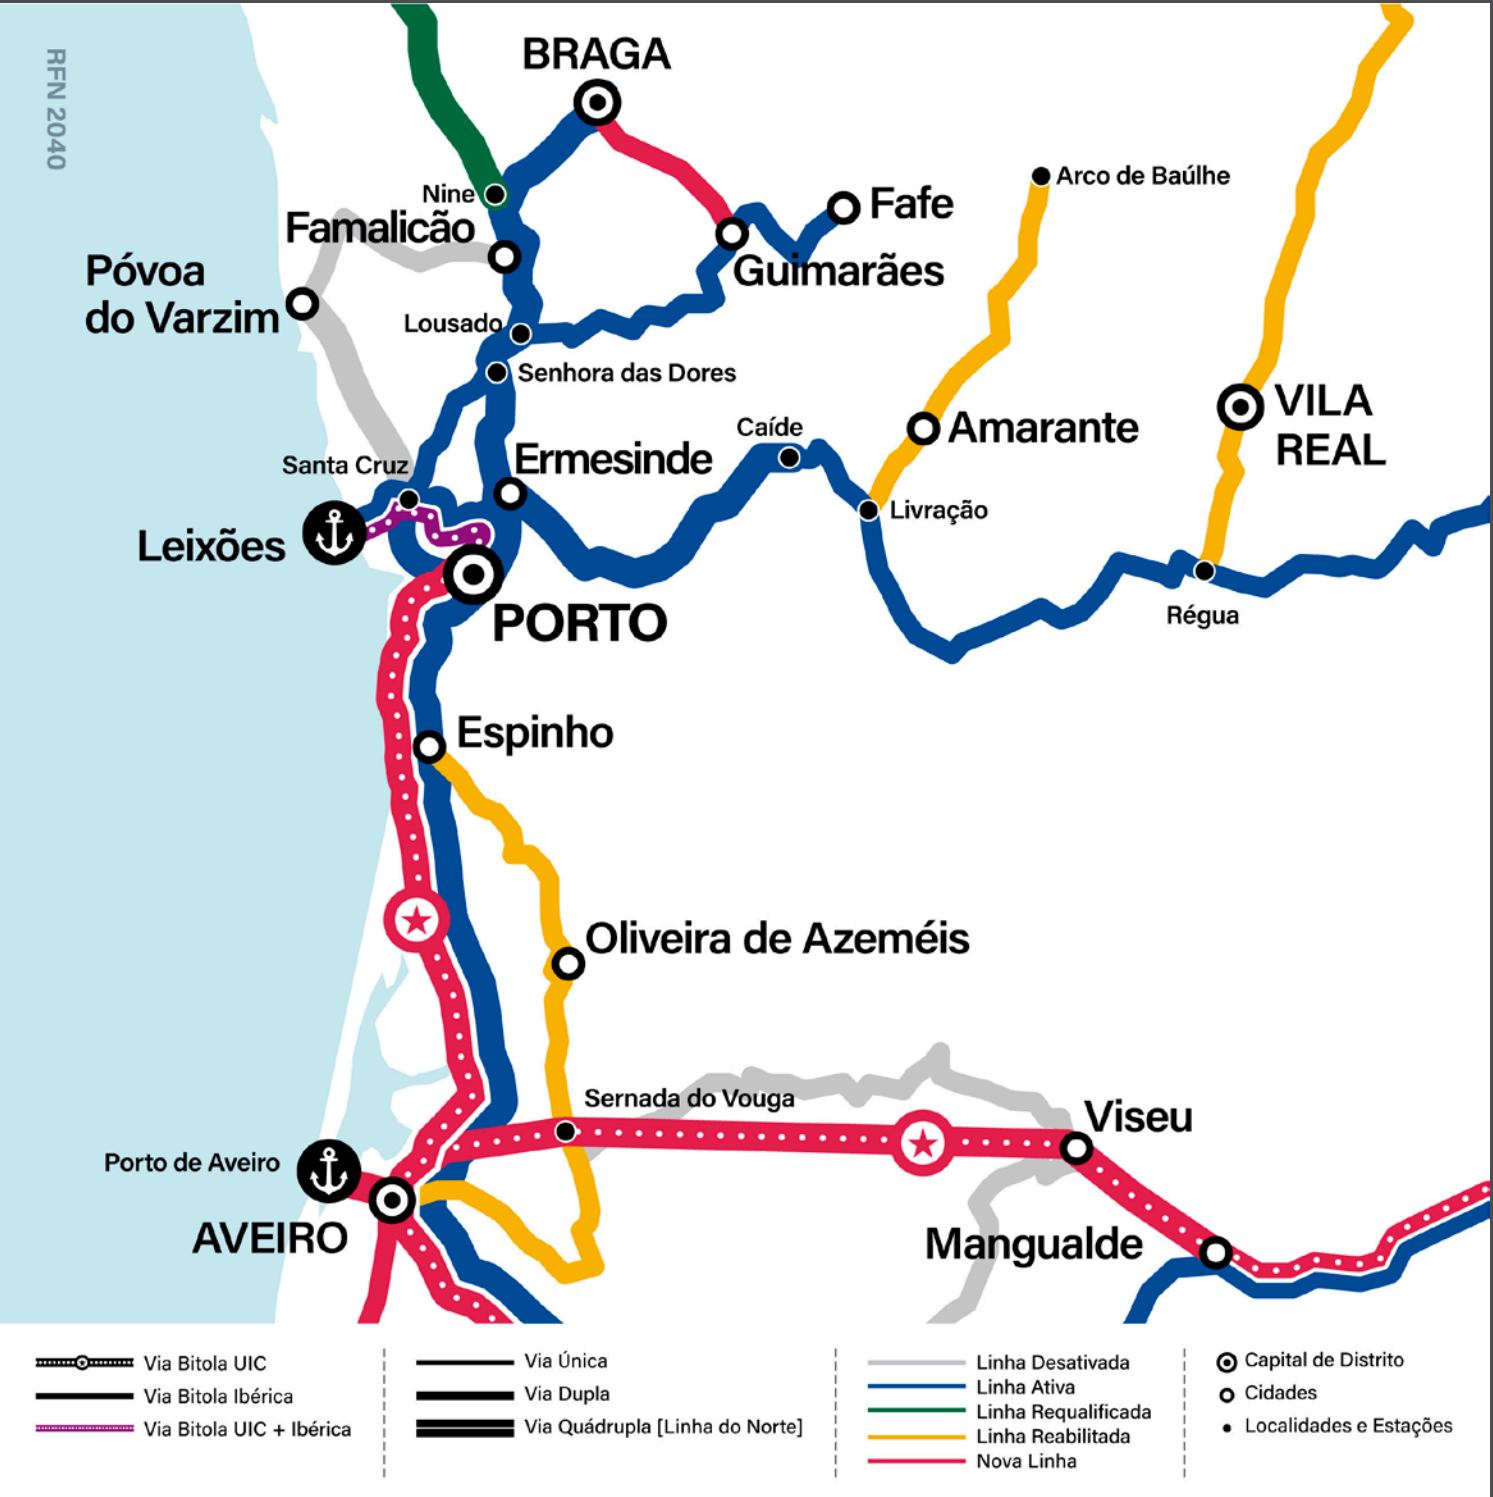 RFN 2040
BRAGA
Arco de Baúlhe
Nine
Fafe
Famalicão
Guimarães
Póvoa
do Varzim
Lousado
Senhora das Dores
VILA
REAL
Caíde
Amarante
Ermesinde
Santa Cruz
Livração
Leixões
PORTO
Régua
Espinho
Oliveira de Azeméis
Sernada do Vouga
Viseu
Porto de Aveiro
AVEIRO
Mangualde
Via Bitola UIC
Via Bitola Ibérica
Via Bitola UIC + Ibérica
Via Única
Via Dupla
Via Quádrupla [Linha do Norte]
Linha Desativada
Linha Ativa
Linha Requalificada
Linha Reabilitada
Nova Linha
Capital de Distrito
Cidades
Localidades e Estações